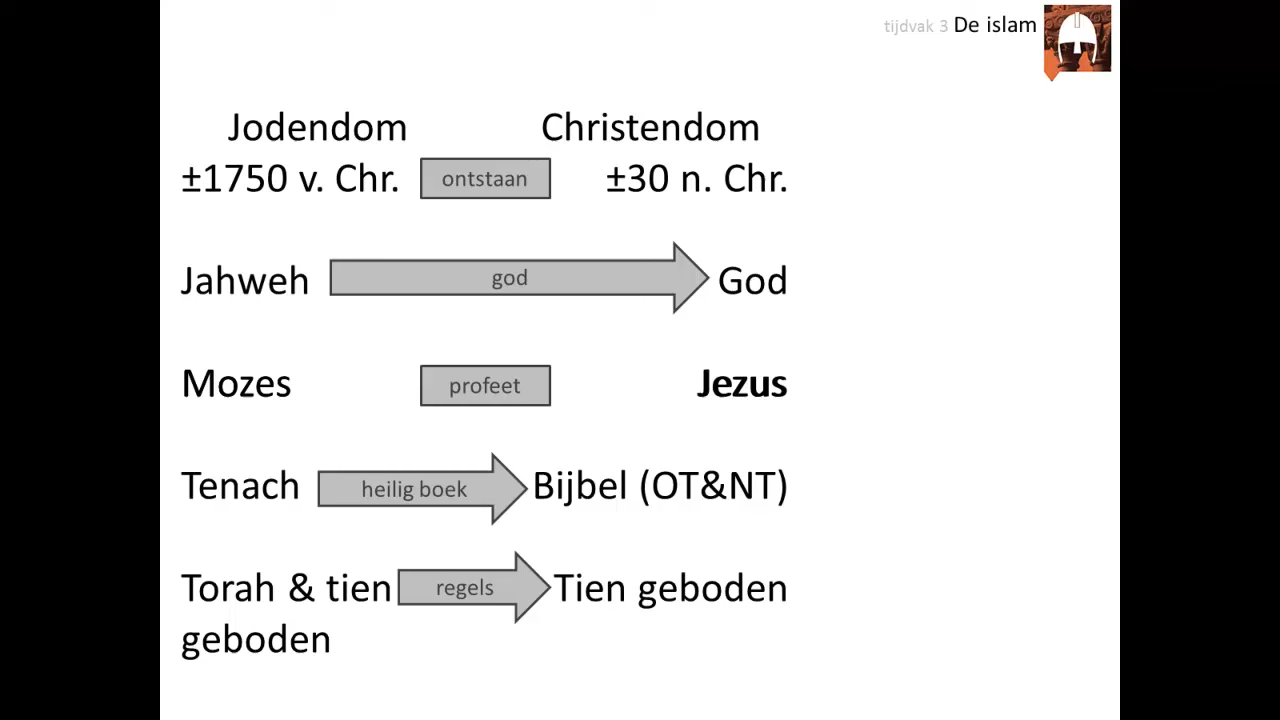 tijdvak 3 De islam
Jodendom Christendom
±1750 v. Chr. ontstaan ±30 n. Chr.
Jahweh god God
Mozes profeet Jezus
Tenach heilig boek Bijbel (OT&NT)
Torah & tien regels Tien geboden
geboden